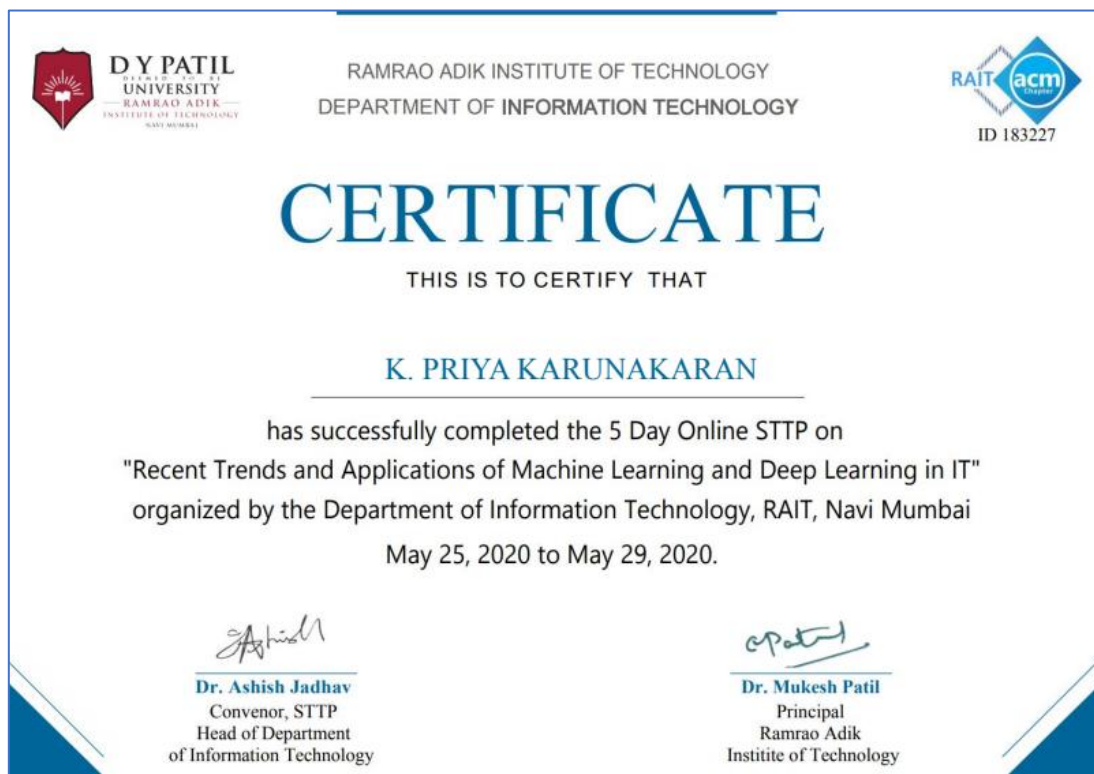 D Y PATIL
DEEMED TO BE
UNIVERSITY
RAMRAO ADIK
INSTITUTE OF TECHNOLOGY
NAVI MUMBAI
RAMRAO ADIK INSTITUTE OF TECHNOLOGY
DEPARTMENT OF INFORMATION TECHNOLOGY
RAIT acm
Chapter
ID 183227
CERTIFICATE
THIS IS TO CERTIFY THAT
K. PRIYA KARUNAKARAN
has successfully completed the 5 Day Online STTP on
"Recent Trends and Applications of Machine Learning and Deep Learning in IT"
organized by the Department of Information Technology, RAIT, Navi Mumbai
May 25, 2020 to May 29, 2020.
Dr. Ashish Jadhav
Convenor, STTP
Head of Department
of Information Technology
Dr. Mukesh Patil
Principal
Ramrao Adik
Institite of Technology